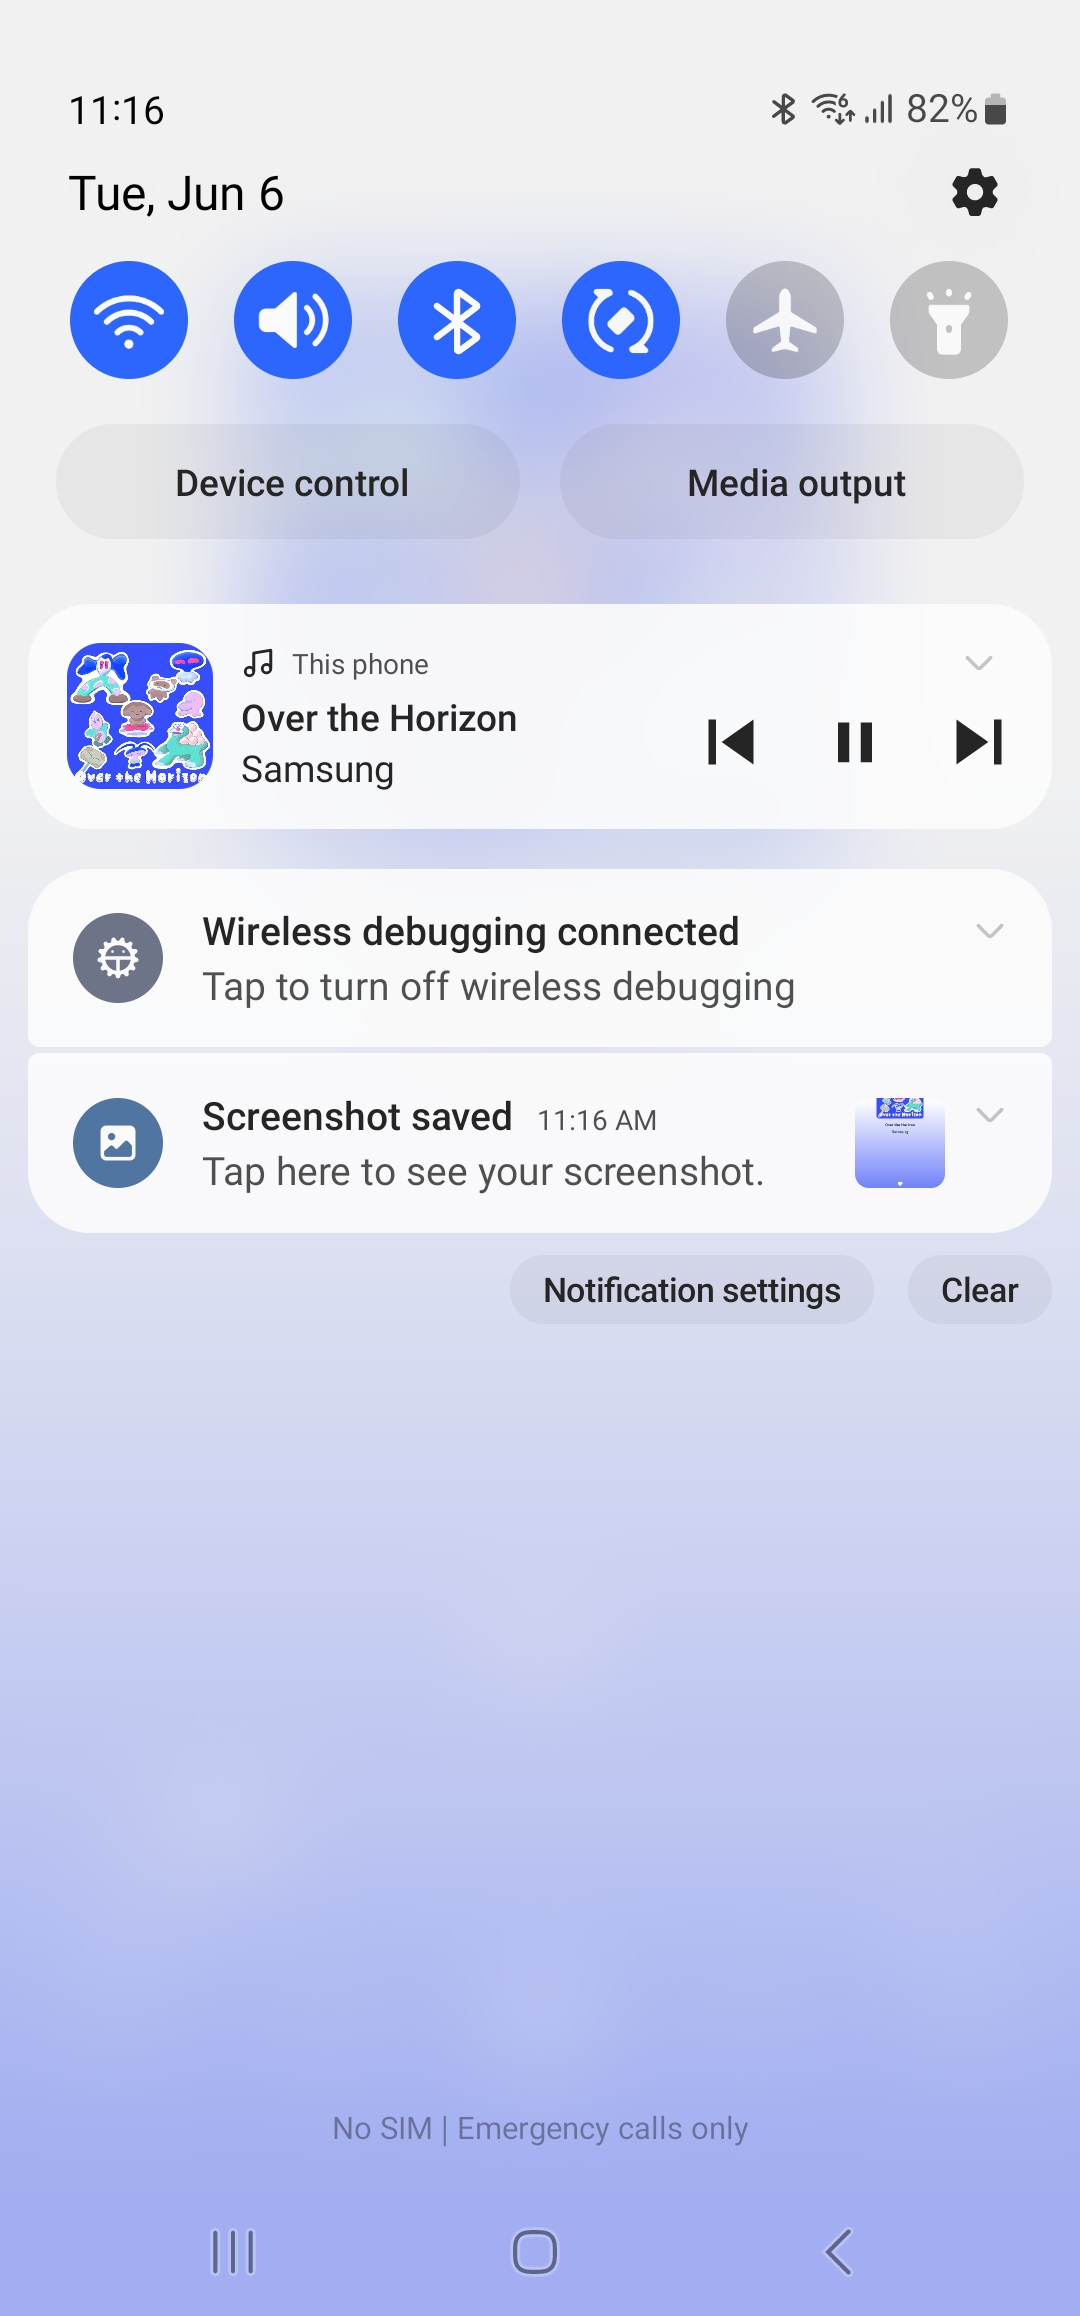 11:16
82%
Tue, Jun 6
Device control
Media output
This phone
Over the Horizon
Samsung
Over the Horizon
Wireless debugging connected
Tap to turn off wireless debugging
Screenshot saved 11:16 AM
Tap here to see your screenshot.
Notification settings
Clear
No SIM | Emergency calls only